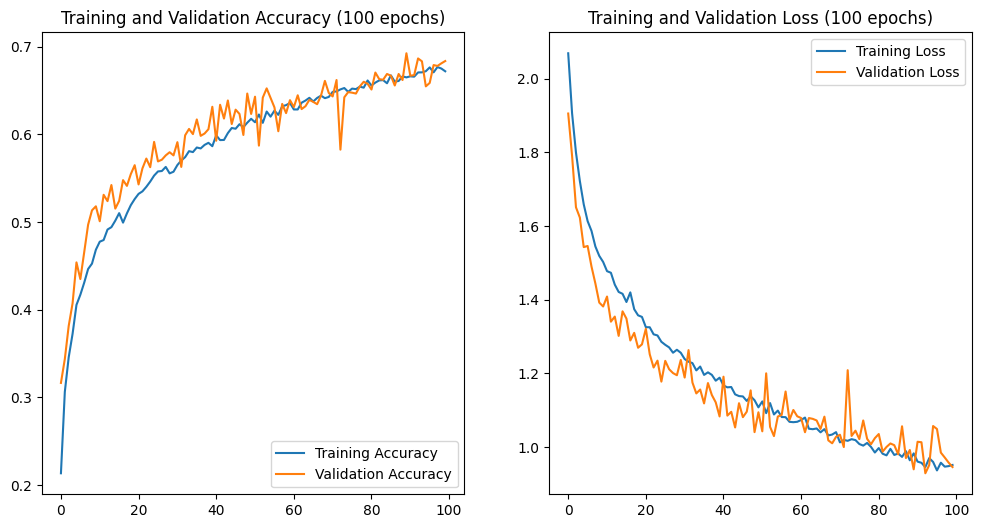 Training and Validation Accuracy (100 epochs)
0.7
0.6
0.5
0.4
0.3
0.2
0 20 40 60 80 100
Training Accuracy
Validation Accuracy
Training and Validation Loss (100 epochs)
2.0
1.8
1.6
1.4
1.2
1.0
0 20 40 60 80 100
Training Loss
Validation Loss